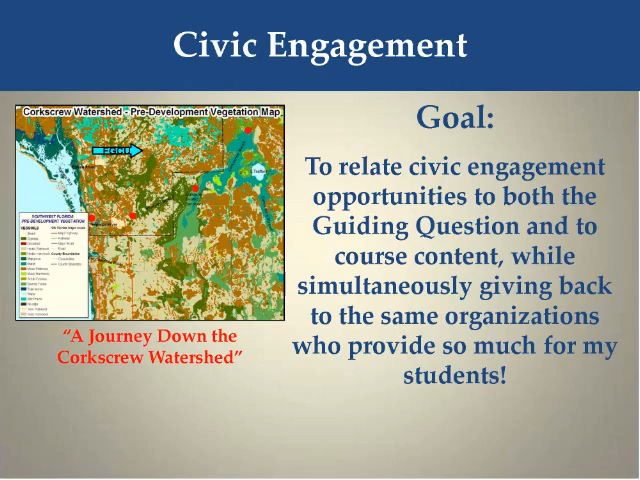 Civic Engagement
Corkscrew Watershed - Pre-Development Vegetation Map
FGCU
SOUTHWEST FLORIDA
PRE-DEVELOPMENT VEGETATION
“A Journey Down the
Corkscrew Watershed”
Goal:
To relate civic engagement
opportunities to both the
Guiding Question and to
course content, while
simultaneously giving back
to the same organizations
who provide so much for my
students!